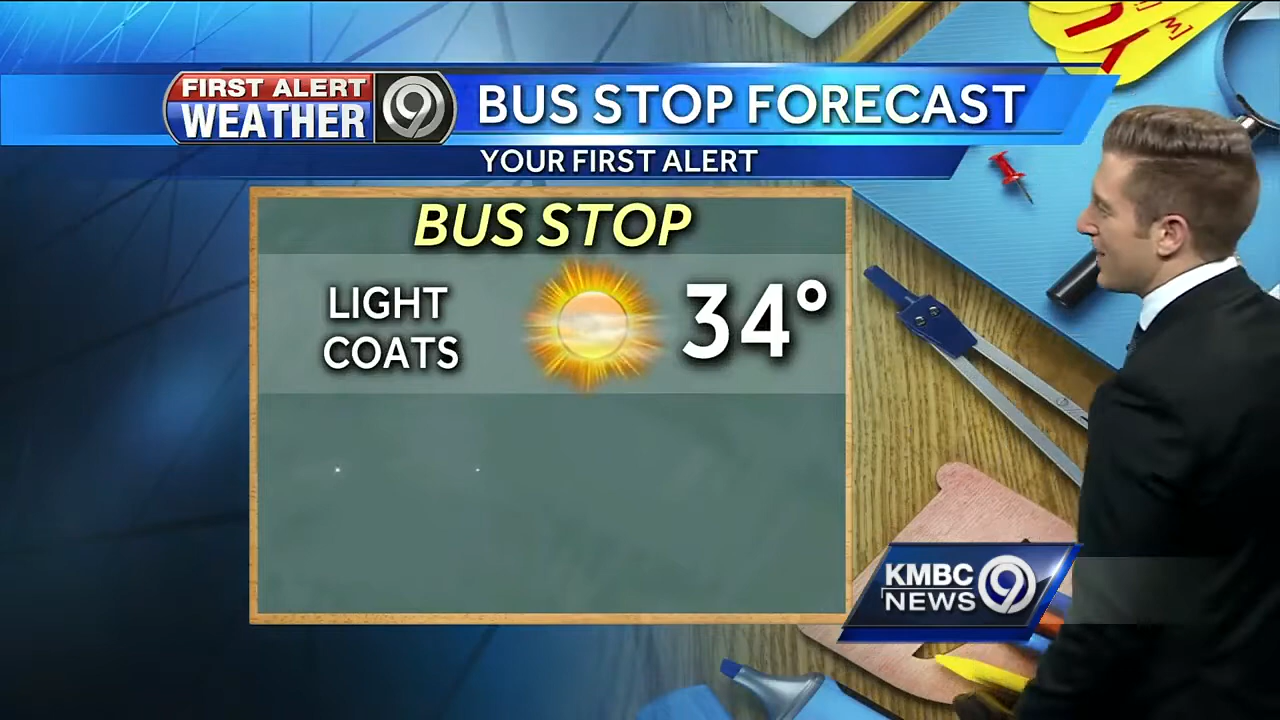 FIRST ALERT
WEATHER
9
BUS STOP FORECAST
YOUR FIRST ALERT
BUS STOP
LIGHT
COATS
34°
KMBC
NEWS
9